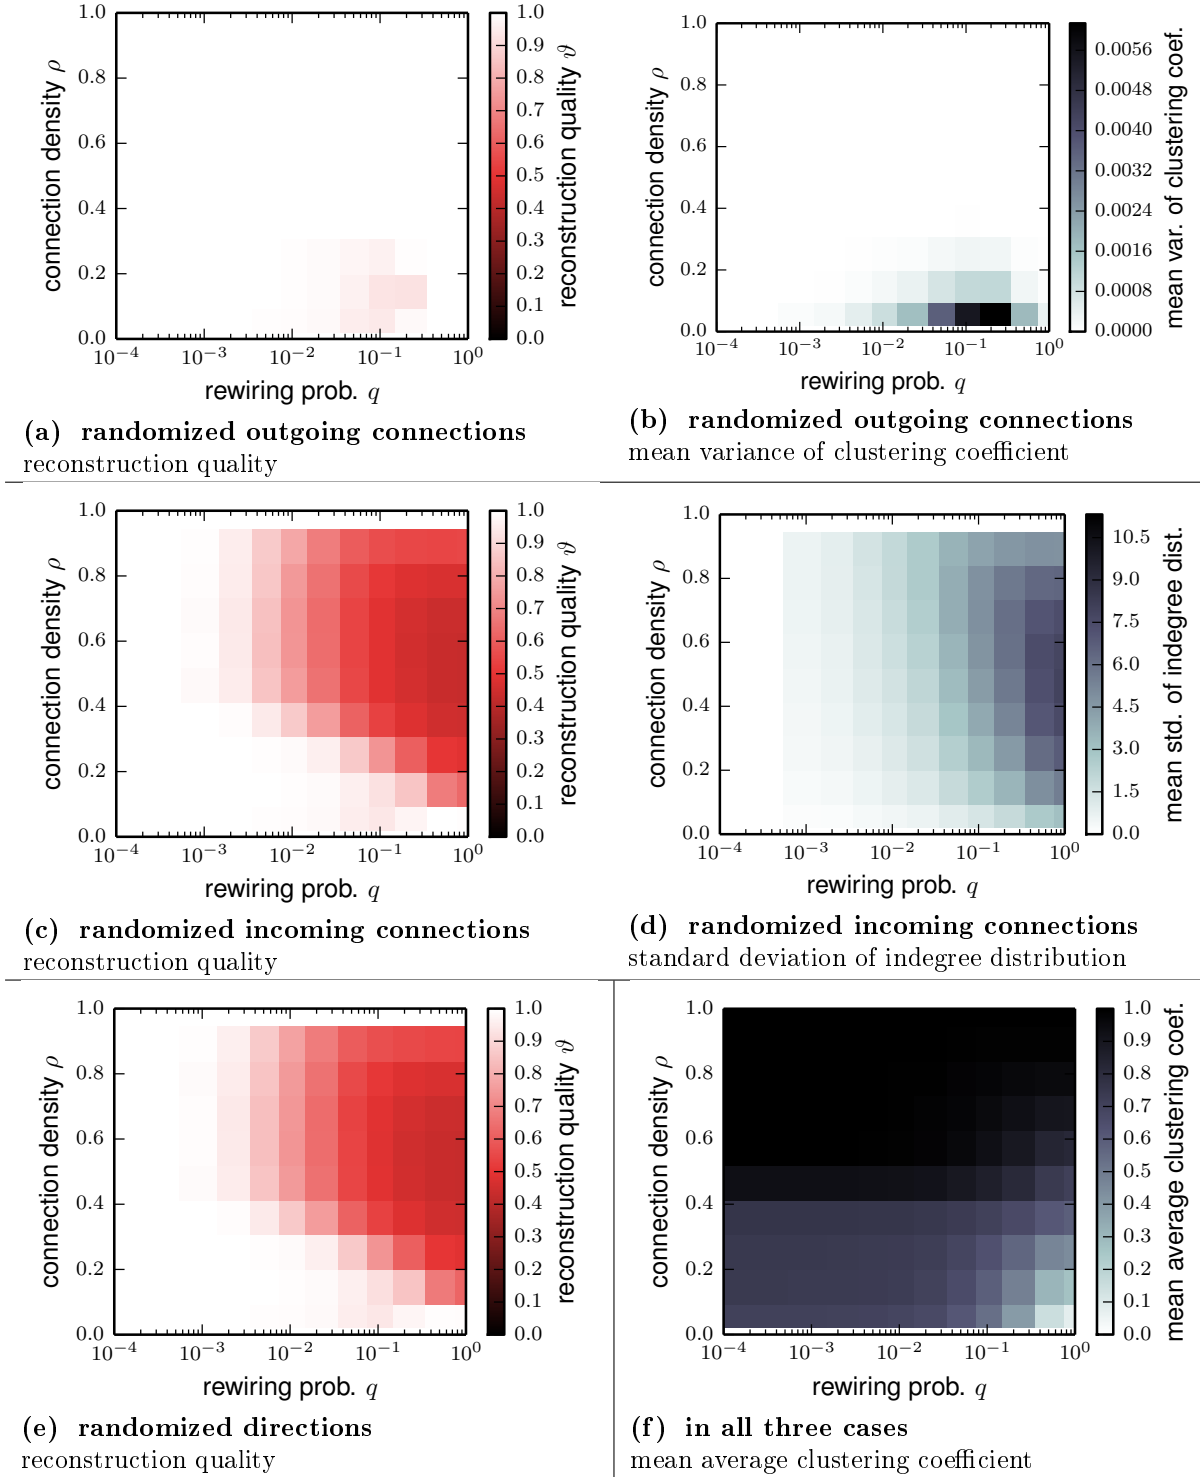 1.0
0.8
0.6
0.4
0.2
0.0
connection density ρ
10⁻⁴ 10⁻³ 10⁻² 10⁻¹ 10⁰
rewiring prob. q
1.0
0.9
0.8
0.7
0.6
0.5
0.4
0.3
0.2
0.1
0.0
reconstruction quality ϑ
(a) randomized outgoing connections
reconstruction quality
1.0
0.8
0.6
0.4
0.2
0.0
connection density ρ
10⁻⁴ 10⁻³ 10⁻² 10⁻¹ 10⁰
rewiring prob. q
0.0056
0.0048
0.0040
0.0032
0.0024
0.0016
0.0008
0.0000
mean var. of clustering coef.
(b) randomized outgoing connections
mean variance of clustering coefficient
1.0
0.8
0.6
0.4
0.2
0.0
connection density ρ
10⁻⁴ 10⁻³ 10⁻² 10⁻¹ 10⁰
rewiring prob. q
1.0
0.9
0.8
0.7
0.6
0.5
0.4
0.3
0.2
0.1
0.0
reconstruction quality ϑ
(c) randomized incoming connections
reconstruction quality
1.0
0.8
0.6
0.4
0.2
0.0
connection density ρ
10⁻⁴ 10⁻³ 10⁻² 10⁻¹ 10⁰
rewiring prob. q
10.5
9.0
7.5
6.0
4.5
3.0
1.5
0.0
mean std. of indegree dist.
(d) randomized incoming connections
standard deviation of indegree distribution
1.0
0.8
0.6
0.4
0.2
0.0
connection density ρ
10⁻⁴ 10⁻³ 10⁻² 10⁻¹ 10⁰
rewiring prob. q
1.0
0.9
0.8
0.7
0.6
0.5
0.4
0.3
0.2
0.1
0.0
reconstruction quality ϑ
(e) randomized directions
reconstruction quality
1.0
0.8
0.6
0.4
0.2
0.0
connection density ρ
10⁻⁴ 10⁻³ 10⁻² 10⁻¹ 10⁰
rewiring prob. q
1.0
0.9
0.8
0.7
0.6
0.5
0.4
0.3
0.2
0.1
0.0
mean average clustering coef.
(f) in all three cases
mean average clustering coefficient